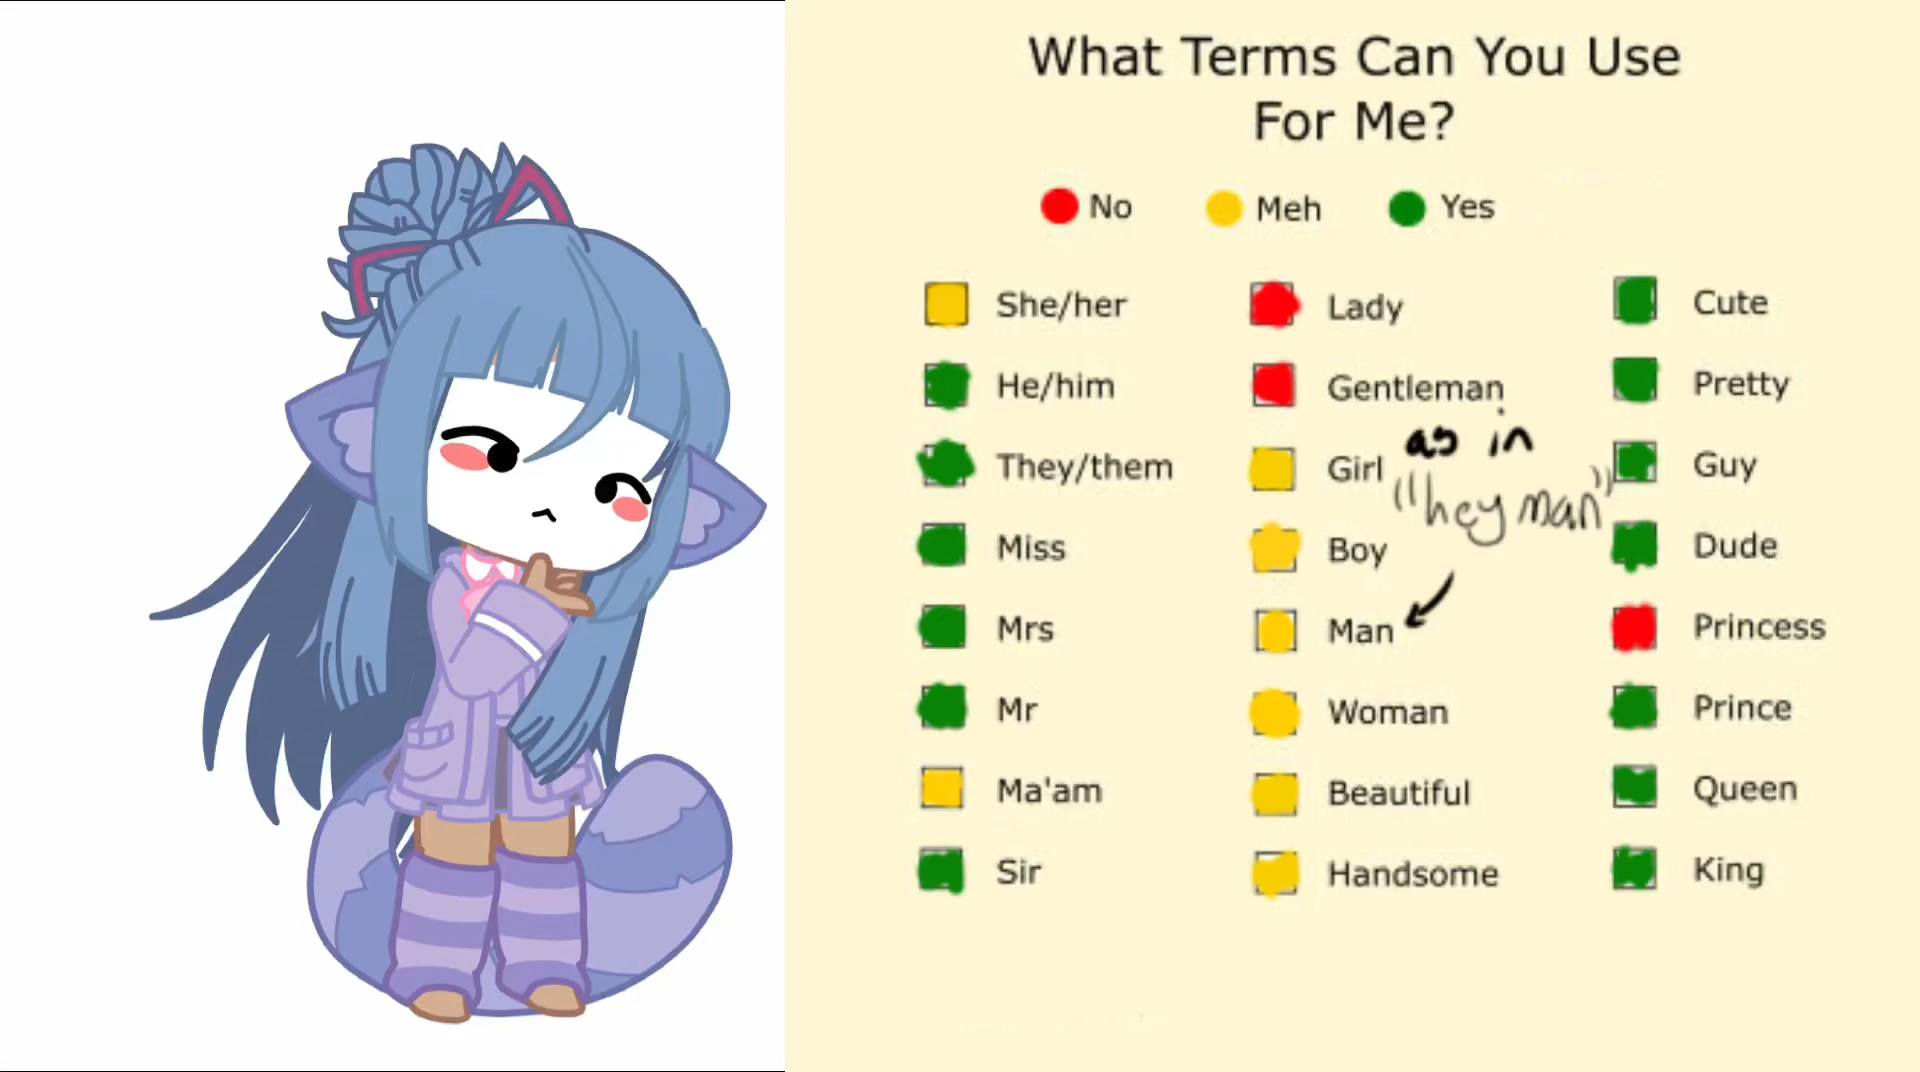 What Terms Can You Use
For Me?
No
Meh
Yes
She/her
He/him
They/them
Miss
Mrs
Mr
Ma'am
Sir
Lady
Gentleman
as in
"hey man"
Girl
Boy
Man
Woman
Beautiful
Handsome
Cute
Pretty
Guy
Dude
Princess
Prince
Queen
King